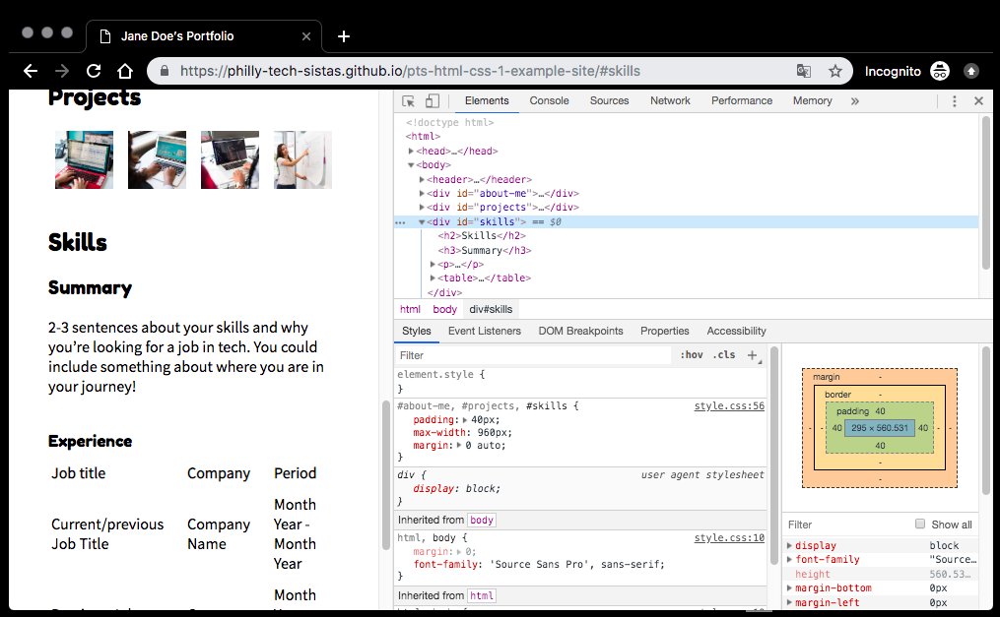 Jane Doe's Portfolio
https://philly-tech-sistas.github.io/pts-html-css-1-example-site/#skills
Incognito
Projects
Skills
Summary
2-3 sentences about your skills and why
you're looking for a job in tech. You could
include something about where you are in
your journey!
Experience
Job title Company Period
Current/previous
Job Title
Company
Name
Month
Year -
Month
Year
Month
Elements Console Sources Network Performance Memory »
<!doctype html>
<html>
<head>…</head>
<body>
<header>…</header>
<div id="about-me">…</div>
<div id="projects">…</div>
<div id="skills"> == $0
<h2>Skills</h2>
<h3>Summary</h3>
<p>…</p>
<table>…</table>
</div>
html body div#skills
Styles Event Listeners DOM Breakpoints Properties Accessibility
Filter :hov .cls +
element.style {
}
#about-me, #projects, #skills { style.css:56
padding: 40px;
max-width: 960px;
margin: 0 auto;
}
div { user agent stylesheet
display: block;
}
Inherited from body
html, body { style.css:10
margin: 0;
font-family: 'Source Sans Pro', sans-serif;
}
Inherited from html
margin -
border -
padding 40
- - 40 295 × 560.531 40 - -
40
-
-
Filter Show all
display block
font-family "Source…
height 560.53…
margin-bottom 0px
margin-left 0px